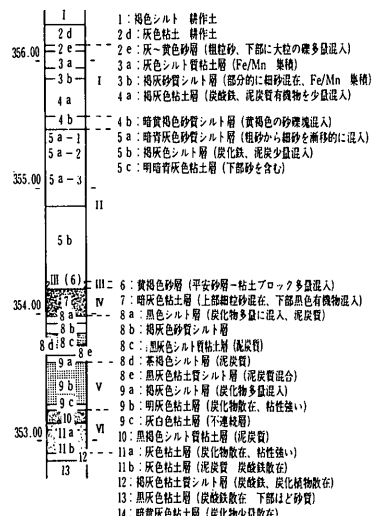 I
1：褐色シルト 耕作土
2d
2d：灰色粘土 耕作土
356.00
2e
2e：灰～黄色砂層（粗粒砂、下部に大粒の礫多量混入）
3a
3a：灰色シルト質粘土層（Fe/Mn 集積）
3b
I
3b：褐灰砂質シルト層（部分的に細砂混在、Fe/Mn 集積）
4a
4a：褐灰色粘土層（炭酸鉄、泥炭質有機物を少量混入）
4b
4b：暗黄褐色砂質シルト層（黄褐色の砂礫塊混入）
5a-1
5a：暗青灰色砂質シルト層（粗砂から細砂を漸移的に混入）
5a-2
5b：褐灰色シルト層（炭化鉄、泥炭少量混入）
5c：明青灰色粘土層（下部砂を含む）
355.00
5a-3
II
5b
III(6)
III
6：黄褐色砂層（平安砂層－粘土ブロック多量混入）
7
IV
7：暗灰色粘土層（上部細粒砂混在、下部黒色有機物混入）
354.00
8a
8a：黒色シルト層（炭化物多量に混入、泥炭質）
8b
8b：褐灰砂質シルト層
8c
8c：黒灰色シルト質粘土層（泥炭質）
8d
8d：茶褐色シルト層（泥炭質）
8e
8e：黒灰色粘土質シルト層（泥炭質混合）
9a
9a：褐灰色シルト層（炭化物多量混入）
9b
V
9b：明灰色粘土層（炭化物散在、粘性強い）
9c
9c：灰白色粘土層（不連続層）
10
10：黒褐色シルト質粘土層（泥炭質）
353.00
11a
VI
11a：灰色粘土層（炭化物散在、粘性強い）
11b
11b：灰色粘土層（泥炭質 炭酸鉄散在）
12
12：褐灰色粘土質シルト層（炭酸鉄、炭化植物散在）
13
13：黒灰色粘土層（炭酸鉄散在 下部ほど砂質）
14：暗黄灰色粘土層（炭化物少量散在）